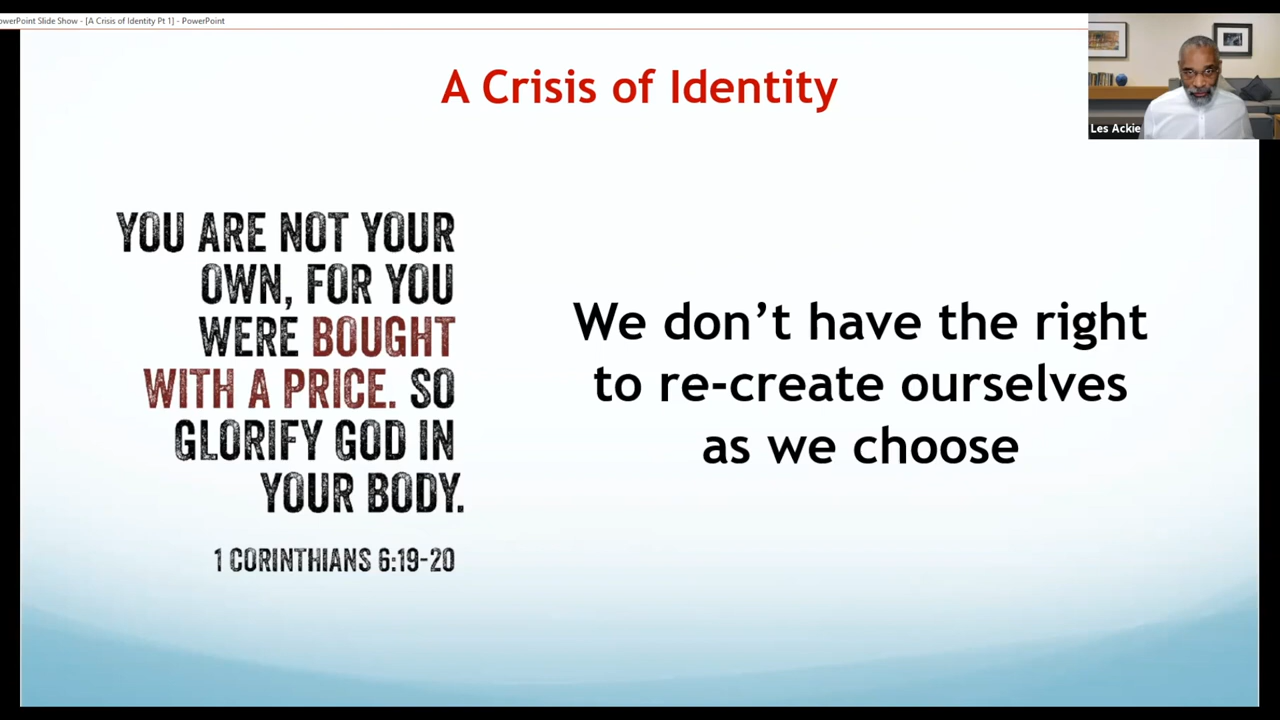 owerPoint Slide Show - [A Crisis of Identity Pt 1] - PowerPoint
A Crisis of Identity
Les Ackie
YOU ARE NOT YOUR
OWN, FOR YOU
WERE BOUGHT
WITH A PRICE. SO
GLORIFY GOD IN
YOUR BODY.
1 CORINTHIANS 6:19-20
We don't have the right
to re-create ourselves
as we choose